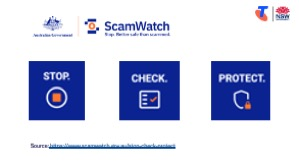 Australian Government
ScamWatch
Stop. Better safe than scammed.
NSW
STOP.
CHECK.
PROTECT.
Source: https://www.scamwatch.gov.au/stop-check-protect